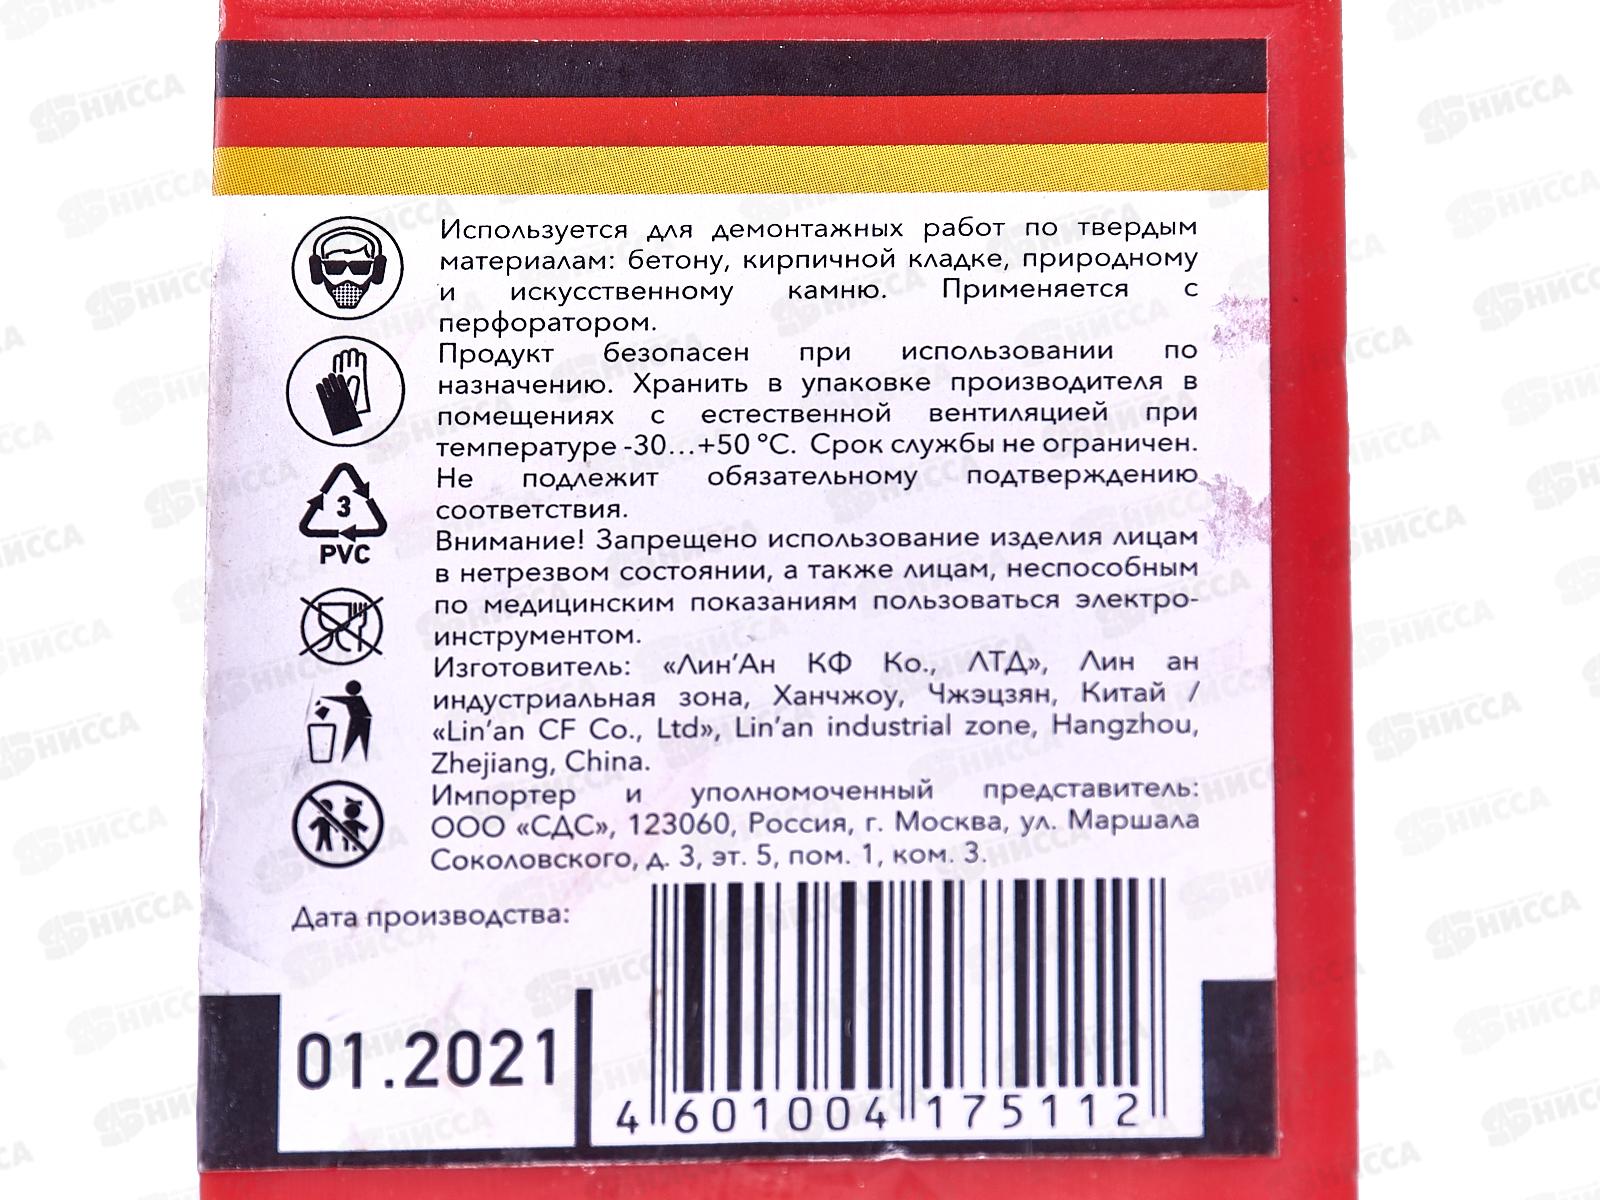 Используется для демонтажных работ по твердым
материалам: бетону, кирпичной кладке, природному
и искусственному камню. Применяется с
перфоратором.
Продукт безопасен при использовании по
назначению. Хранить в упаковке производителя в
помещениях с естественной вентиляцией при
температуре -30...+50 °С. Срок службы не ограничен.
Не подлежит обязательному подтверждению
соответствия.
Внимание! Запрещено использование изделия лицам
в нетрезвом состоянии, а также лицам, неспособным
по медицинским показаниям пользоваться электро-
инструментом.
Изготовитель: «Лин'Ан КФ Ко., ЛТД», Лин ан
индустриальная зона, Ханчжоу, Чжэцзян, Китай /
«Lin'an CF Co., Ltd», Lin'an industrial zone, Hangzhou,
Zhejiang, China.
Импортер и уполномоченный представитель:
ООО «СДС», 123060, Россия, г. Москва, ул. Маршала
Соколовского, д. 3, эт. 5, пом. 1, ком. 3.
3
PVC
Дата производства:
01.2021
4 601004 175112
НИССА